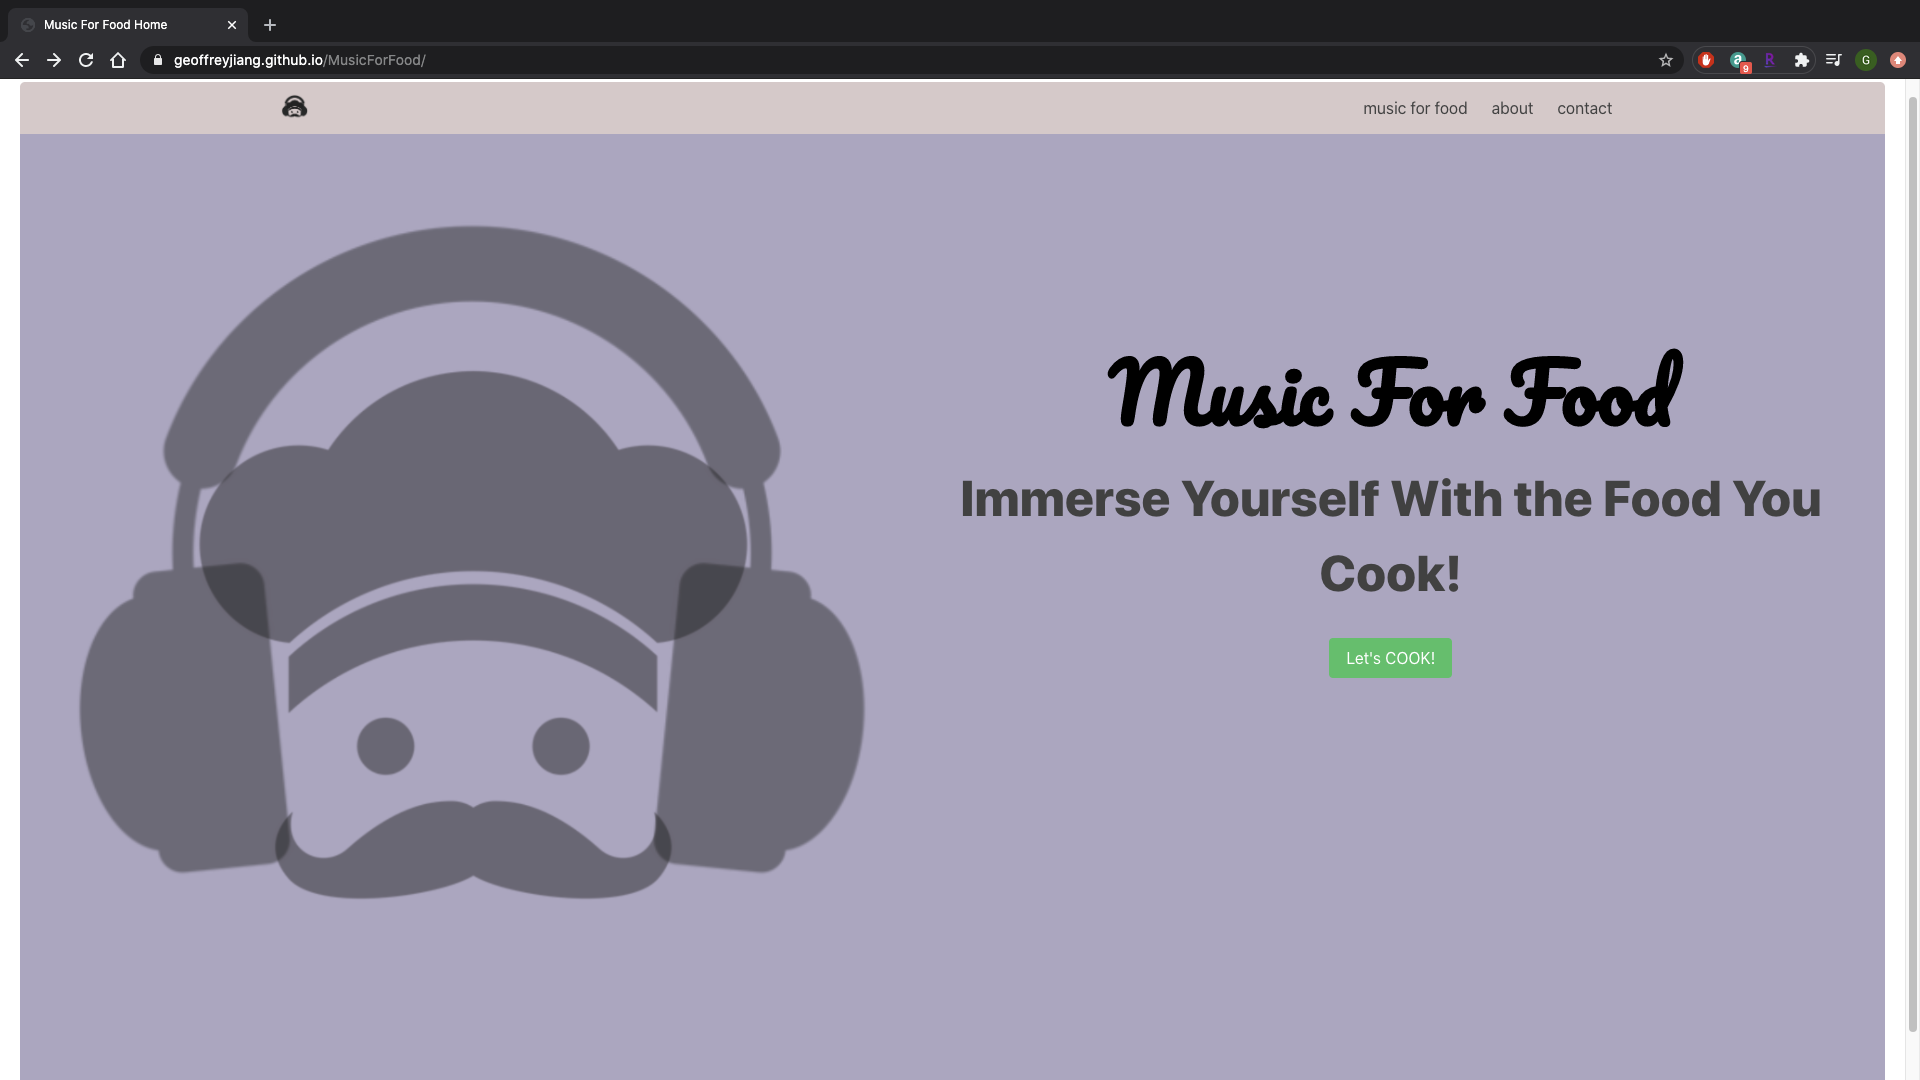 Music For Food Home
geoffreyjiang.github.io/MusicForFood/
9
R
G
music for food about contact
Music For Food
Immerse Yourself With the Food You
Cook!
Let's COOK!